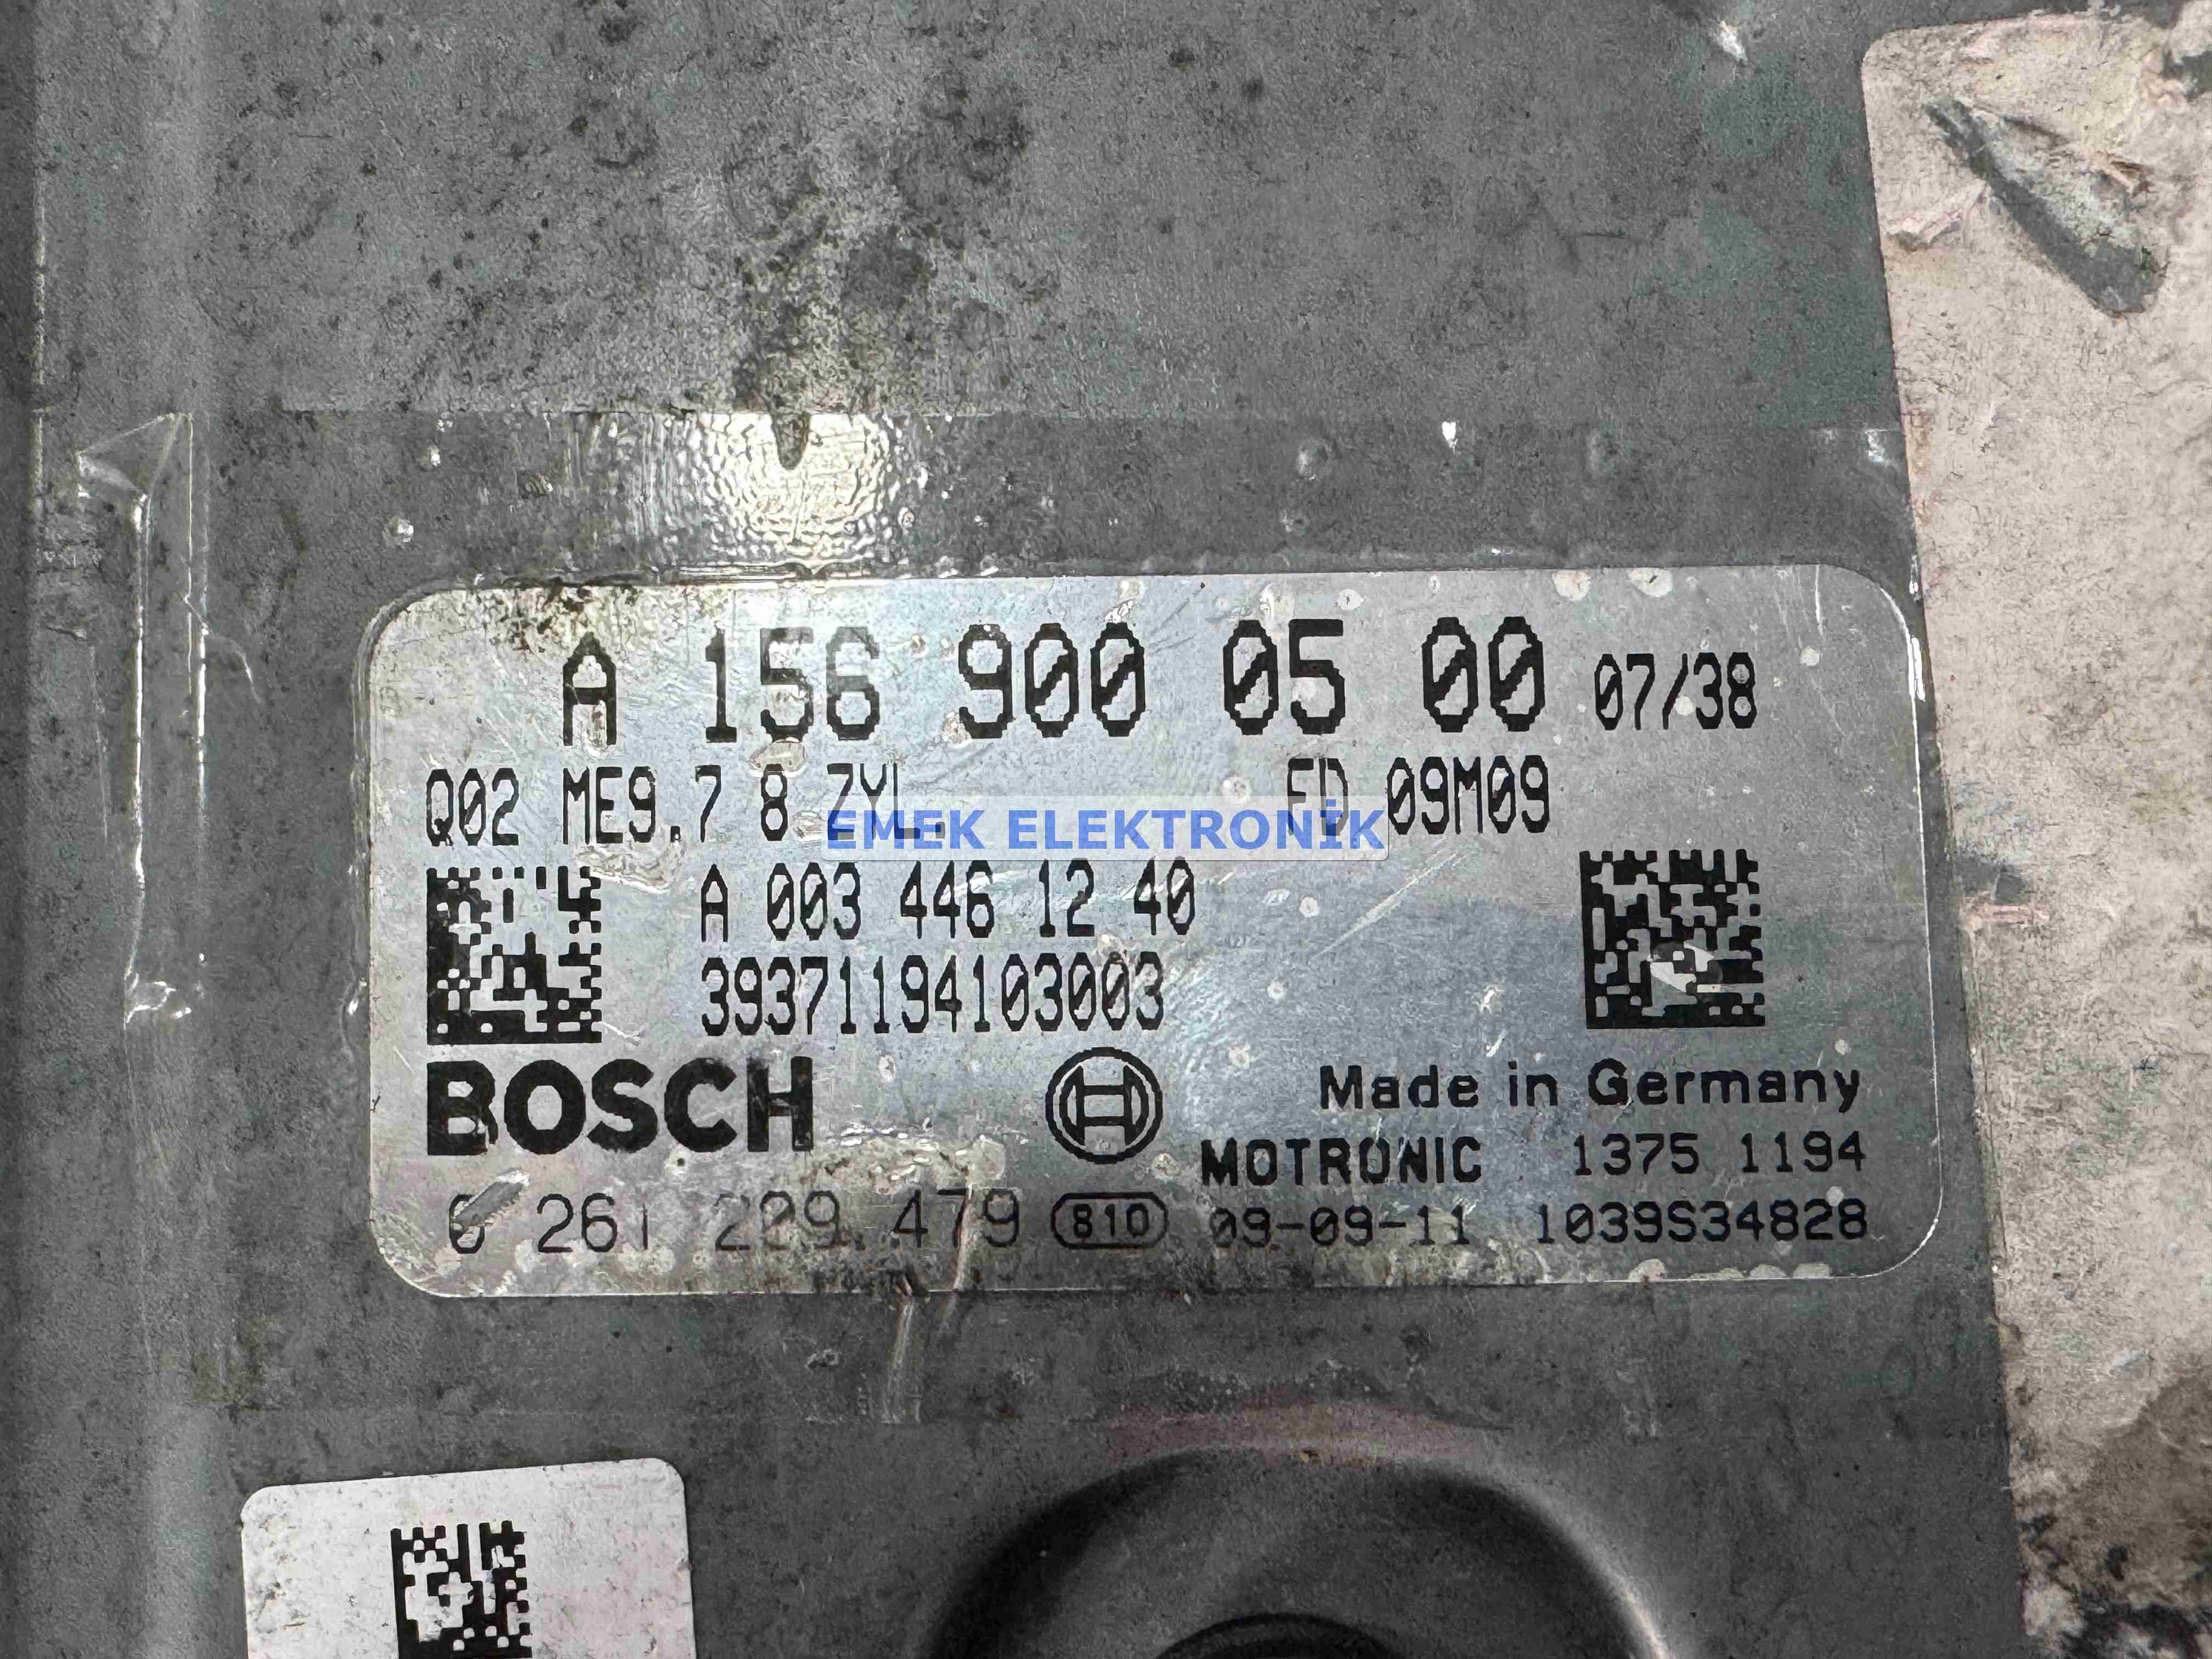 A 156 900 05 00 07/38
Q02 ME9.7 8 ZYL. FD 09M09
EMEK ELEKTRONİK
A 003 446 12 40
39371194103003
BOSCH Made in Germany
MOTRONIC 1375 1194
0 261 209 479 810 09-09-11 1039S34828